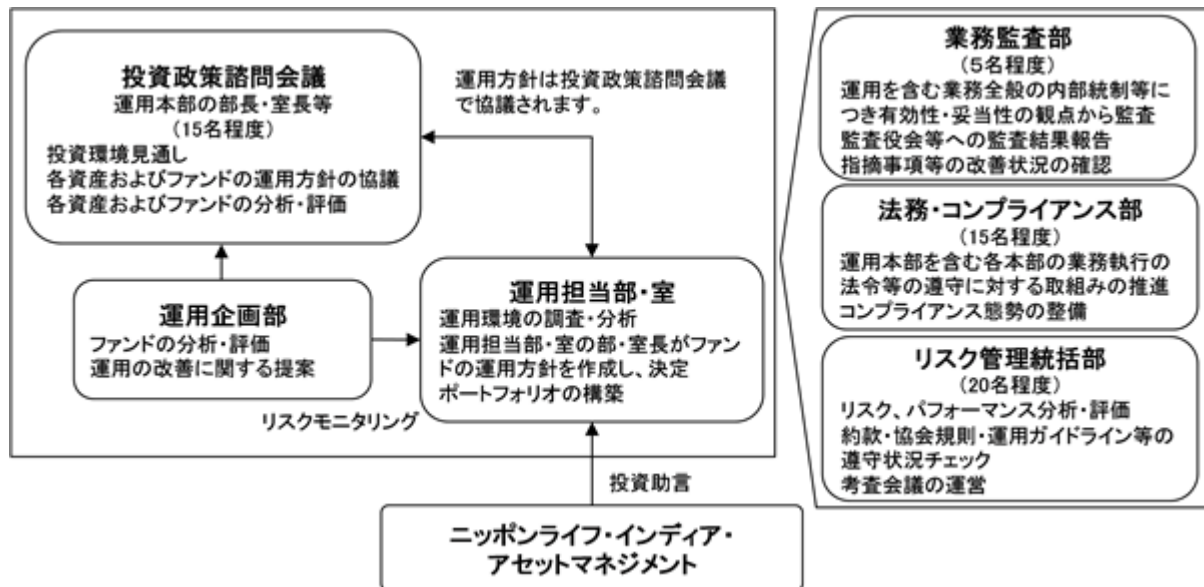 投資政策諮問会議
運用本部の部長・室長等
(15名程度)
投資環境見通し
各資産およびファンドの運用方針の協議
各資産およびファンドの分析・評価
運用方針は投資政策諮問会議
で協議されます。
運用企画部
ファンドの分析・評価
運用の改善に関する提案
運用担当部・室
運用環境の調査・分析
運用担当部・室の部・室長がファン
ドの運用方針を作成し、決定
ポートフォリオの構築
リスクモニタリング
投資助言
ニッポンライフ・インディア・
アセットマネジメント
業務監査部
(5名程度)
運用を含む業務全般の内部統制等に
つき有効性・妥当性の観点から監査
監査役会等への監査結果報告
指摘事項等の改善状況の確認
法務・コンプライアンス部
(15名程度)
運用本部を含む各本部の業務執行の
法令等の遵守に対する取組みの推進
コンプライアンス態勢の整備
リスク管理統括部
(20名程度)
リスク、パフォーマンス分析・評価
約款・協会規則・運用ガイドライン等の
遵守状況チェック
考査会議の運営